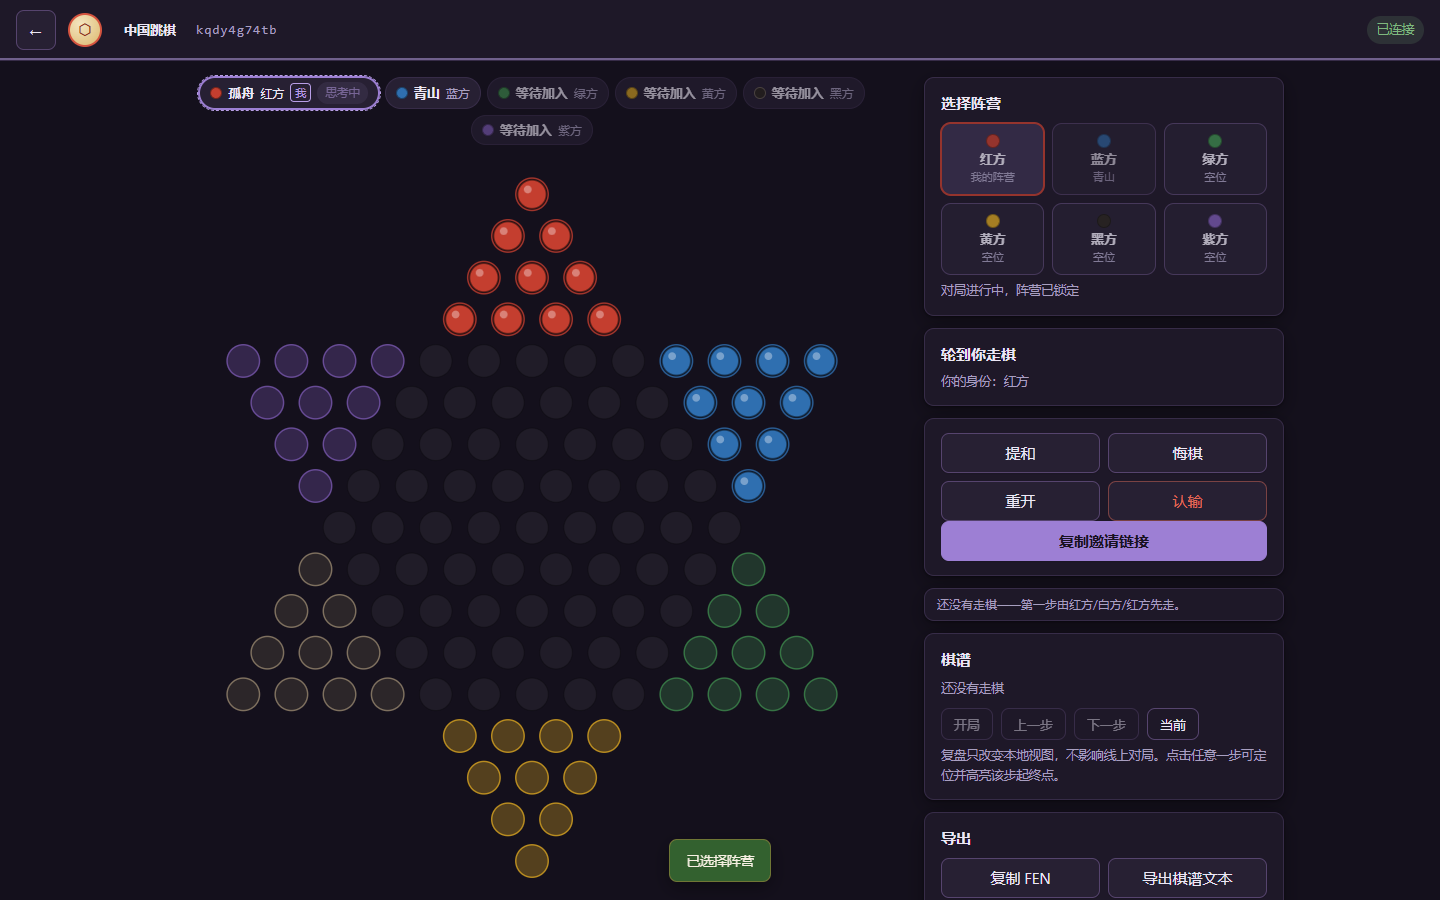 ←
中国跳棋 kqdy4g74tb
已连接
孤舟 红方 我 思考中
青山 蓝方
等待加入 绿方
等待加入 黄方
等待加入 黑方
等待加入 紫方
已选择阵营
选择阵营
红方
我的阵营
蓝方
青山
绿方
空位
黄方
空位
黑方
空位
紫方
空位
对局进行中，阵营已锁定
轮到你走棋
你的身份：红方
提和 悔棋
重开 认输
复制邀请链接
还没有走棋——第一步由红方/白方/红方先走。
棋谱
还没有走棋
开局 上一步 下一步 当前
复盘只改变本地视图，不影响线上对局。点击任意一步可定
位并高亮该步起终点。
导出
复制 FEN 导出棋谱文本